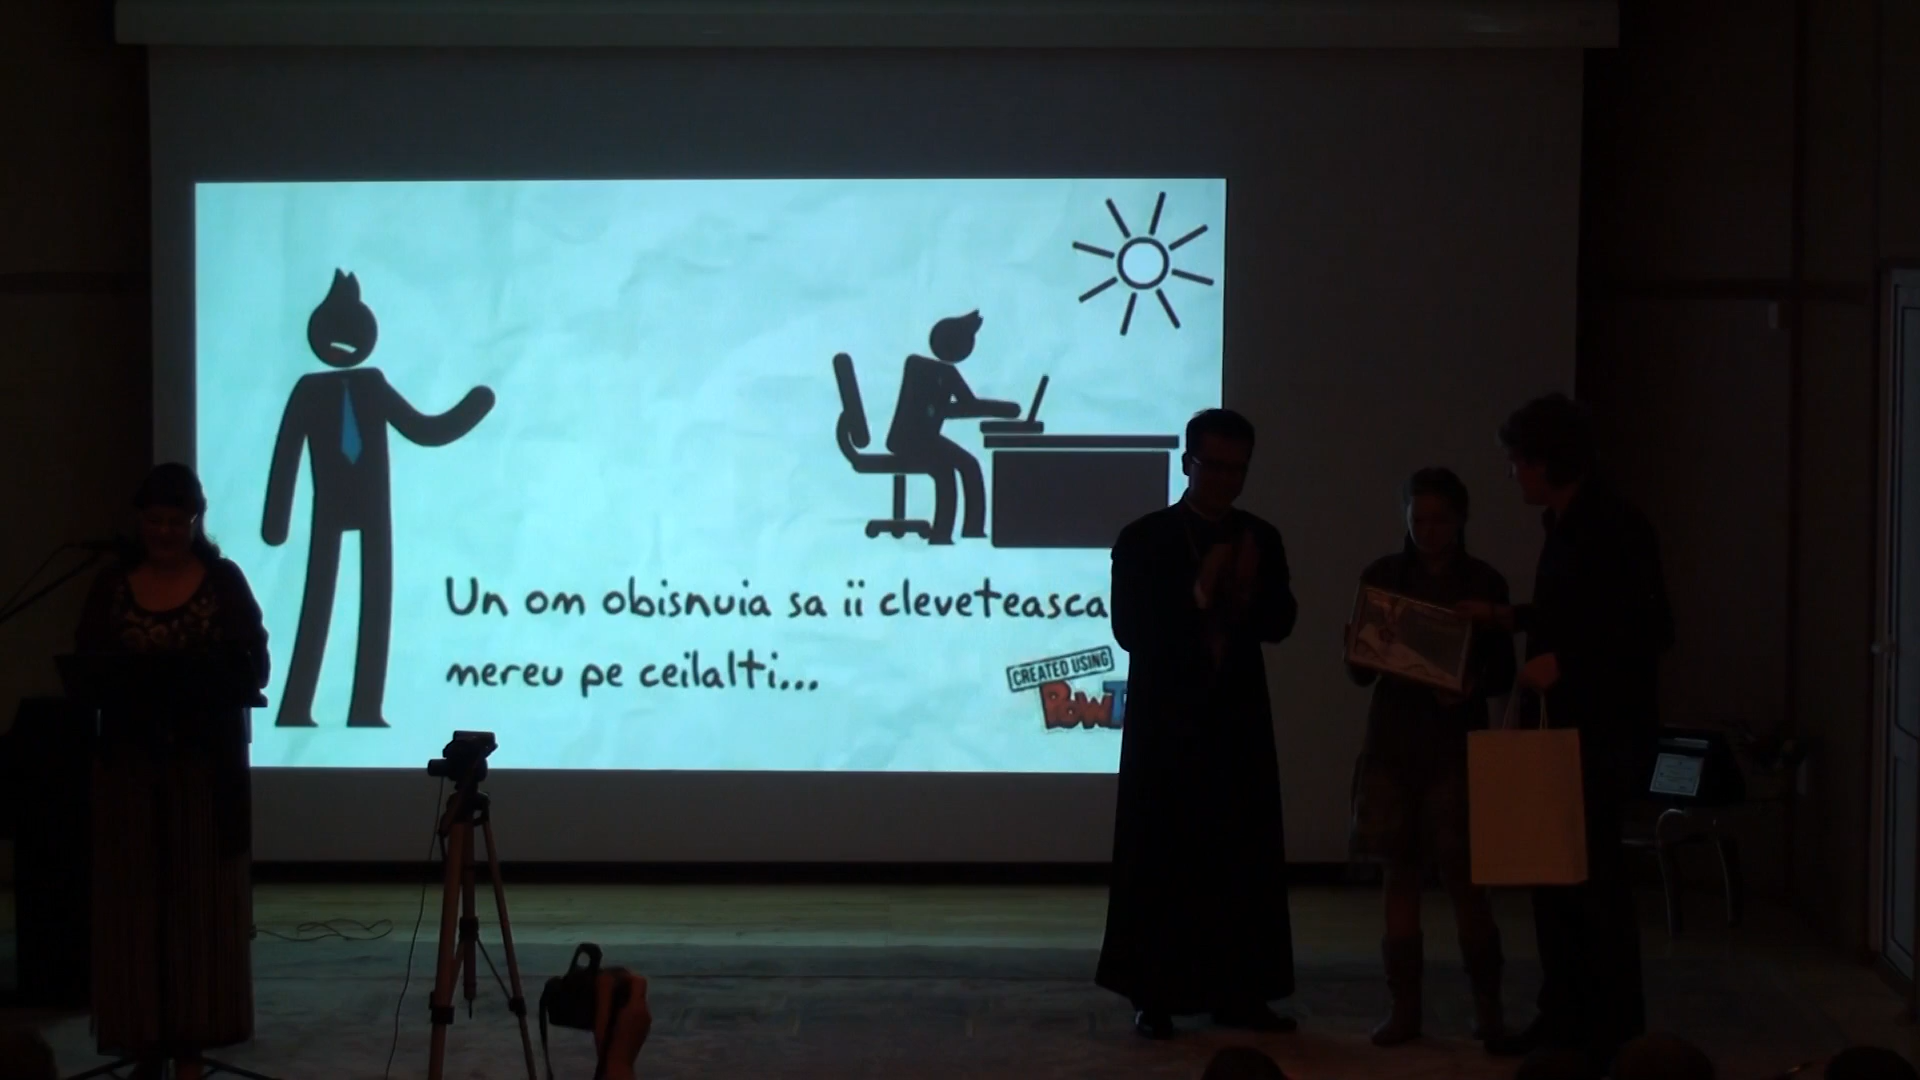 Un om obisnuia sa ii cleveteasca
mereu pe ceilalti...
CREATED USING